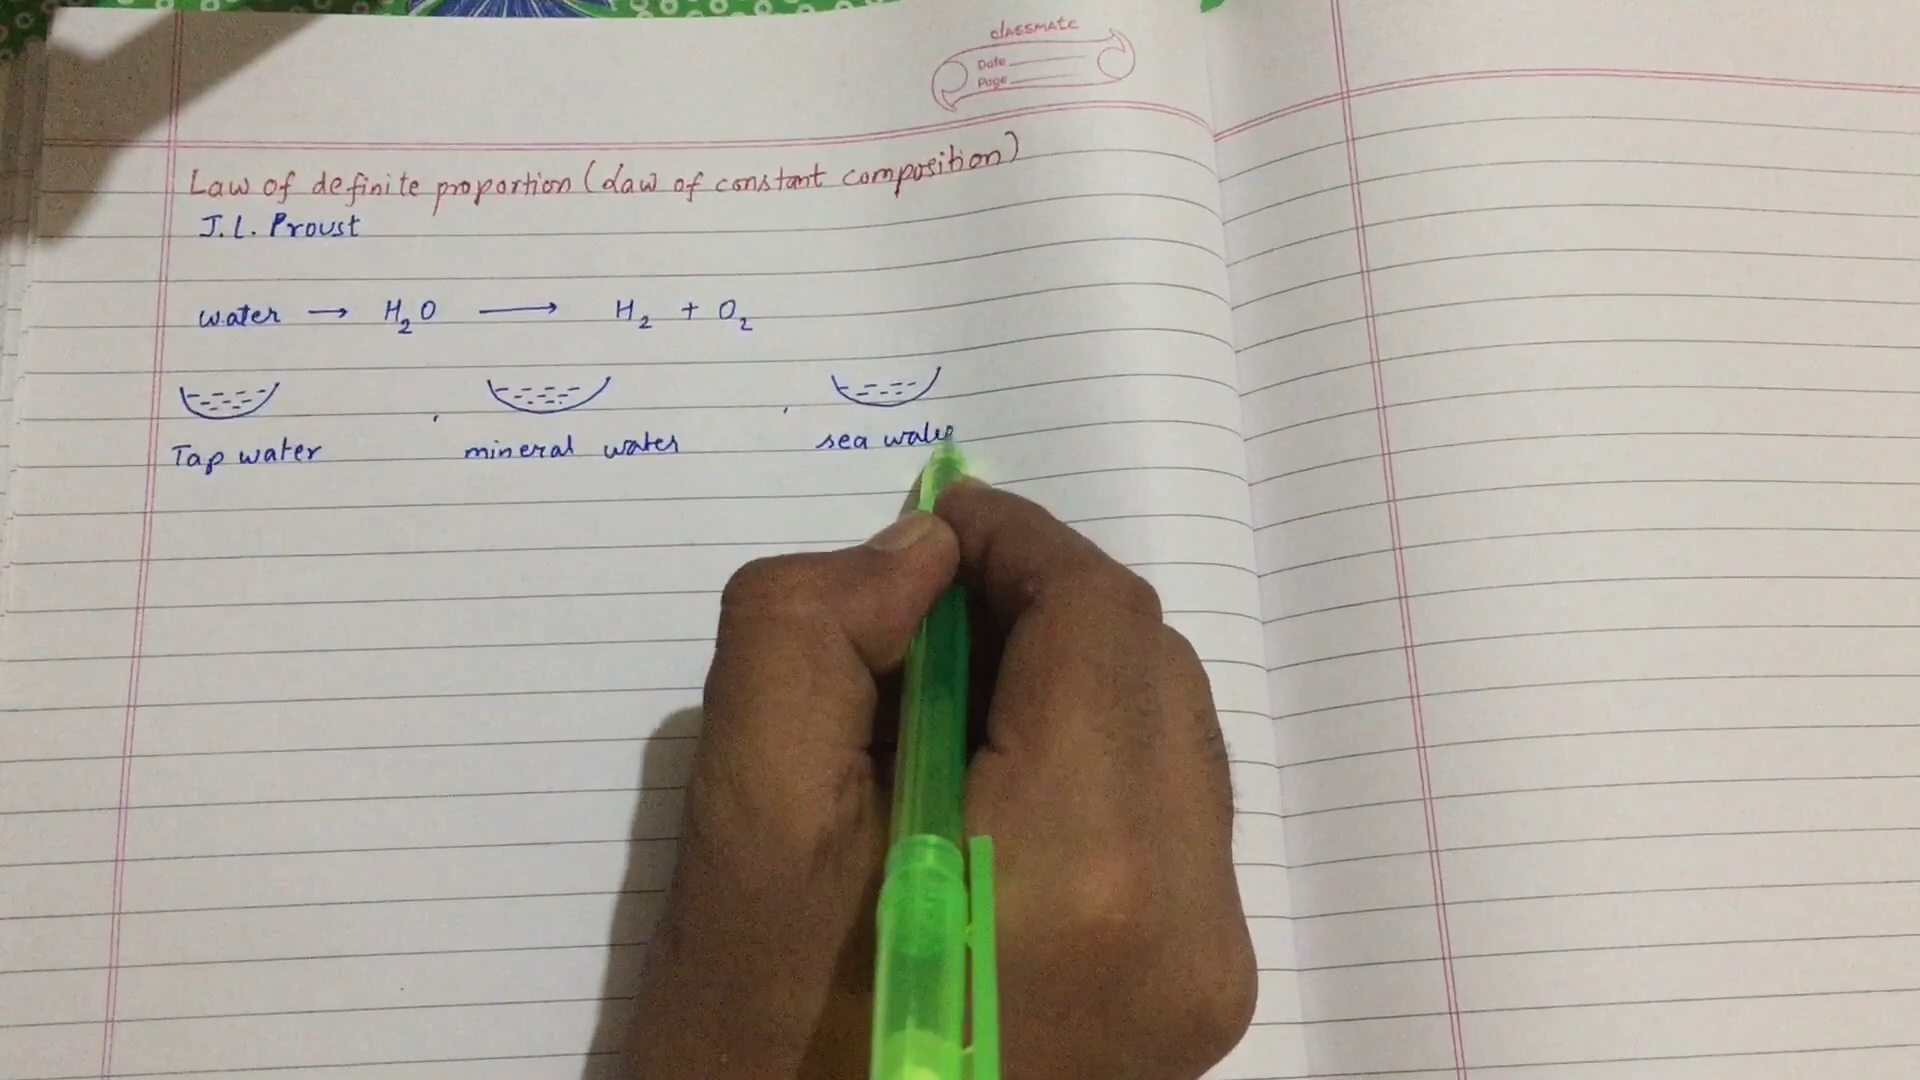 classmate
Date
Page
Law of definite proportion (Law of constant composition)
J.L. Proust
water → H₂O ⟶ H₂ + O₂
Tap water mineral water sea water